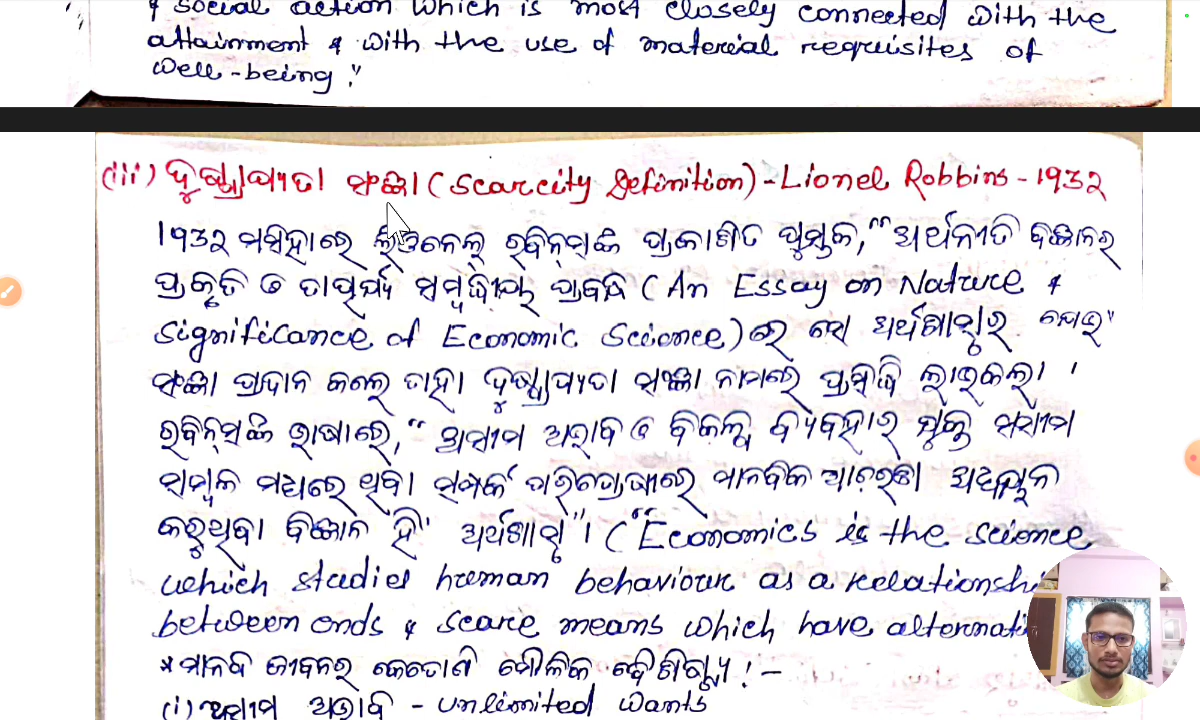 & social action which is most closely connected with the
attainment & with the use of material requisites of
well-being."
(iii) ଦୁଷ୍ପ୍ରାପ୍ୟତା ସଂଜ୍ଞା (Scarcity Definition) - Lionel Robbins - ୧୨୩୨
୧୨୩୨ ମସିହାରେ ଲିଓନେଲ୍ ରବିନ୍‌ସଙ୍କ ପ୍ରକାଶିତ ପୁସ୍ତକ, "ଅର୍ଥନୀତି ବିଜ୍ଞାନର
ପ୍ରକୃତି ଓ ତାତ୍ପର୍ଯ୍ୟ ସମ୍ବନ୍ଧୀୟ ପ୍ରବନ୍ଧ (An Essay on Nature &
Significance of Economic Science) ରେ ସେ ଅର୍ଥଶାସ୍ତ୍ରର ଯେଉଁ
ସଂଜ୍ଞା ପ୍ରଦାନ କଲେ ତାହା ଦୁଷ୍ପ୍ରାପ୍ୟତା ସଂଜ୍ଞା ନାମରେ ପ୍ରସିଦ୍ଧି ଲାଭକଲା ।
ରବିନ୍‌ସଙ୍କ ଭାଷାରେ, "ଅସୀମ ଅଭାବ ଓ ବିକଳ୍ପ ବ୍ୟବହାର ଯୁକ୍ତ ସସୀମ
ସମ୍ବଳ ମଧ୍ୟରେ ଥିବା ସମ୍ପର୍କ ପରିପ୍ରେକ୍ଷୀରେ ମାନବିକ ଆଚରଣ ଅଧ୍ୟୟନ
କରୁଥିବା ବିଜ୍ଞାନ ହିଁ ଅର୍ଥଶାସ୍ତ୍ର"। ("Economics is the science
which studies human behaviour as a relationshi
between ends & scarce means which have alternati
*ମାନବ ଜୀବନର କେତୋଟି ମୌଳିକ ବୈଶିଷ୍ଟ୍ୟ :-
(i) ଅସୀମ ଅଭାବ - unlimited wants